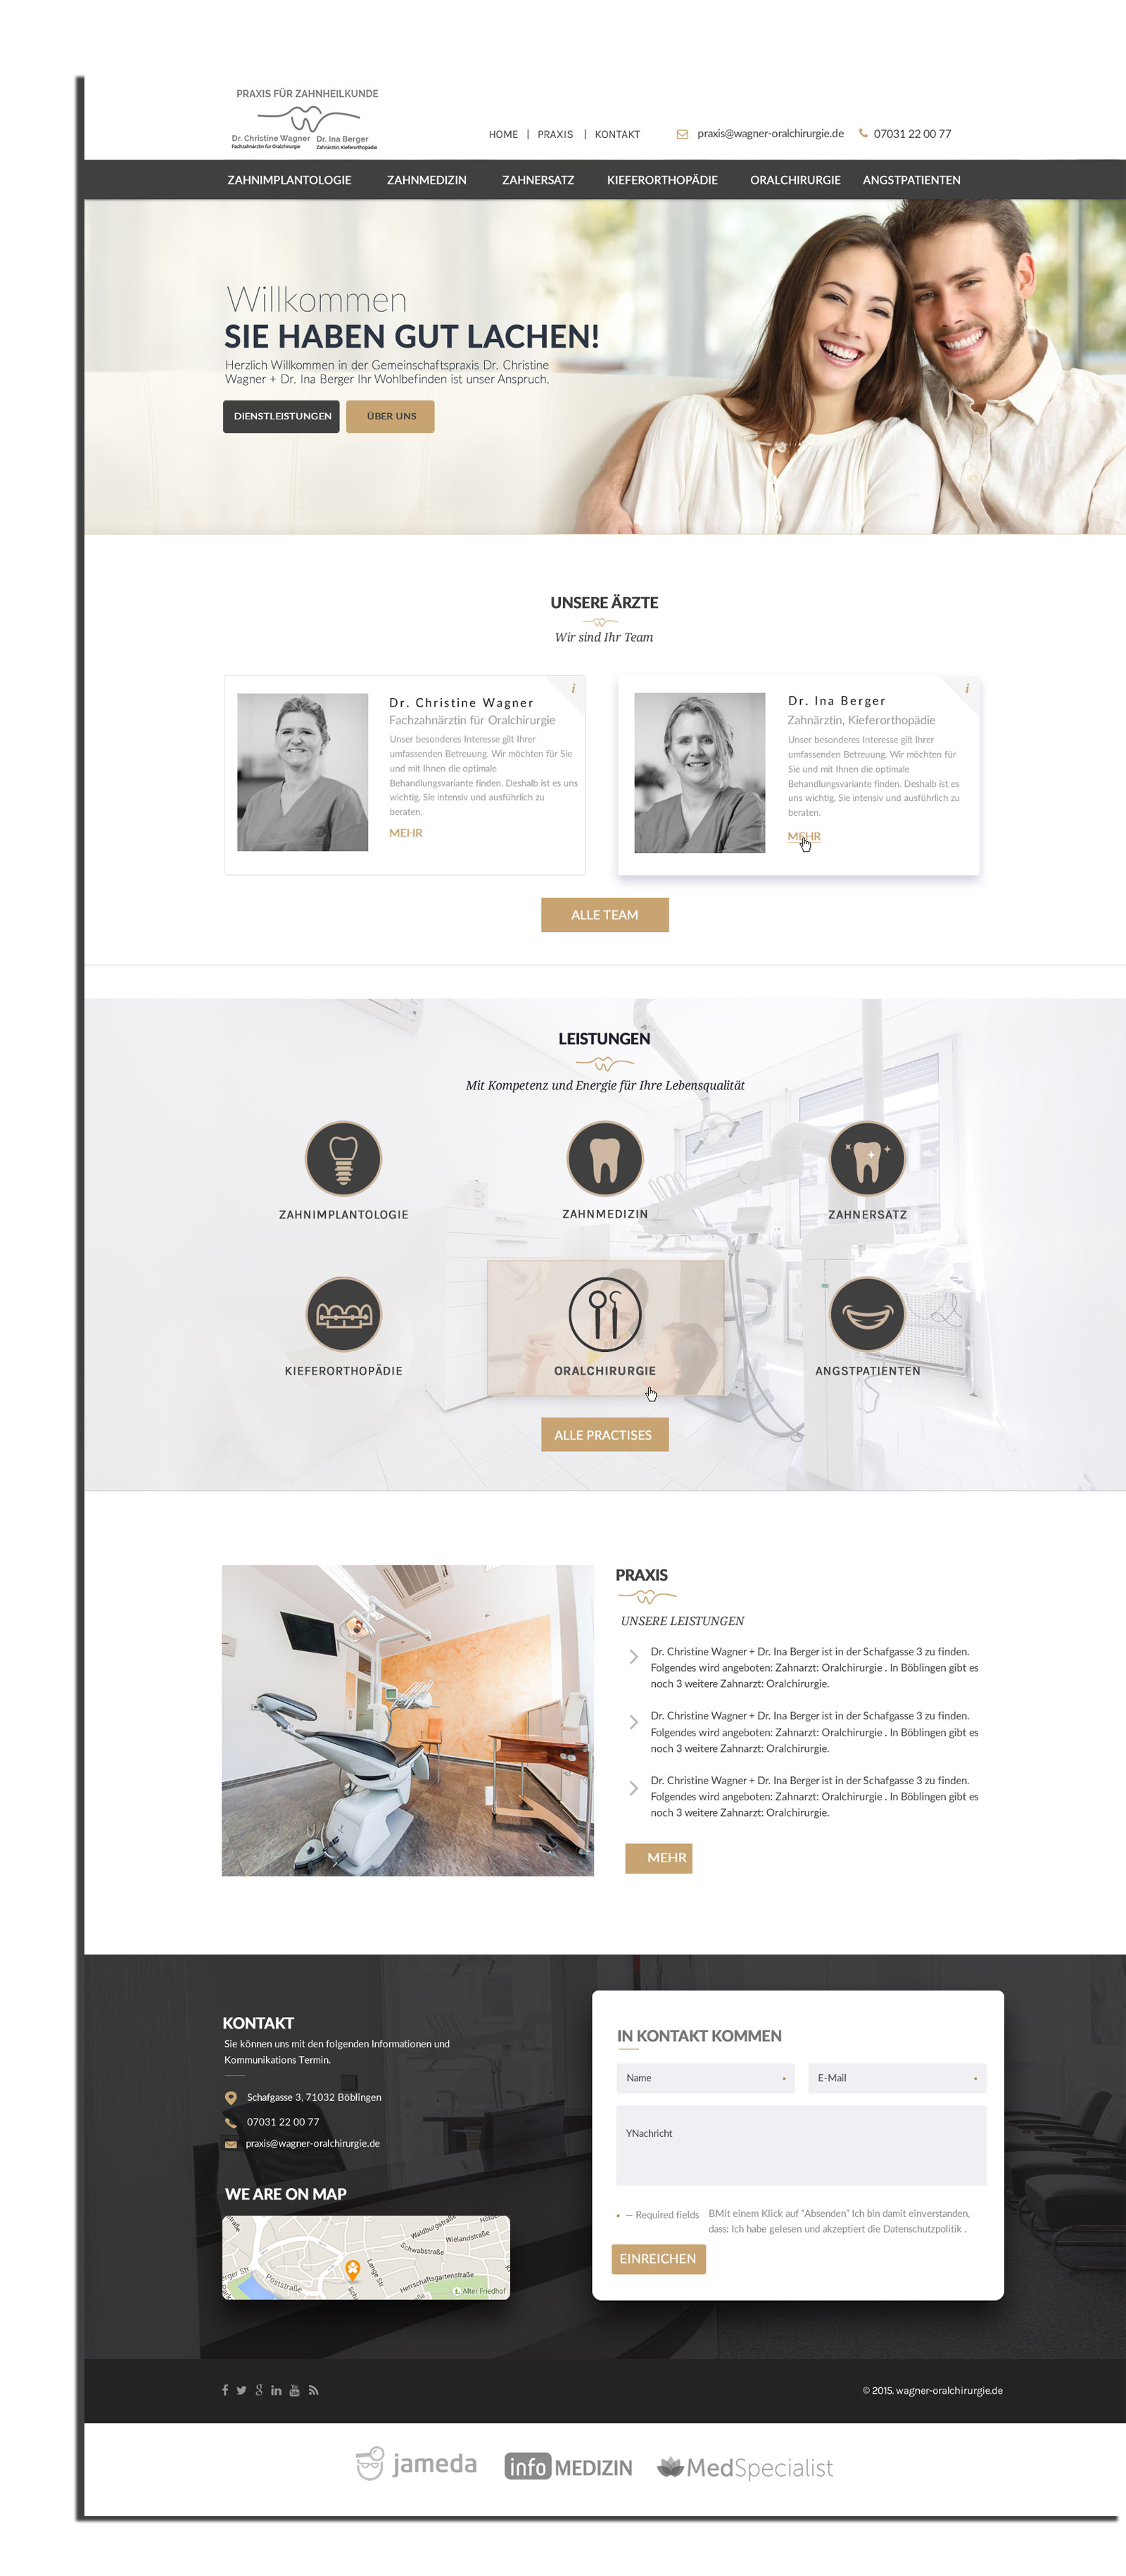 PRAXIS FÜR ZAHNHEILKUNDE
Dr. Christine Wagner Dr. Ina Berger
Fachzahnärztin für Oralchirurgie Zahnärztin, Kieferorthopädie
HOME | PRAXIS | KONTAKT praxis@wagner-oralchirurgie.de 07031 22 00 77
ZAHNIMPLANTOLOGIE ZAHNMEDIZIN ZAHNERSATZ KIEFERORTHOPÄDIE ORALCHIRURGIE ANGSTPATIENTEN
Willkommen
SIE HABEN GUT LACHEN!
Herzlich Willkommen in der Gemeinschaftspraxis Dr. Christine
Wagner + Dr. Ina Berger Ihr Wohlbefinden ist unser Anspruch.
DIENSTLEISTUNGEN ÜBER UNS
UNSERE ÄRZTE
Wir sind Ihr Team
i
Dr. Christine Wagner
Fachzahnärztin für Oralchirurgie
Unser besonderes Interesse gilt Ihrer
umfassenden Betreuung. Wir möchten für Sie
und mit Ihnen die optimale
Behandlungsvariante finden. Deshalb ist es uns
wichtig, Sie intensiv und ausführlich zu
beraten.
MEHR
i
Dr. Ina Berger
Zahnärztin, Kieferorthopädie
Unser besonderes Interesse gilt Ihrer
umfassenden Betreuung. Wir möchten für
Sie und mit Ihnen die optimale
Behandlungsvariante finden. Deshalb ist es
uns wichtig, Sie intensiv und ausführlich zu
beraten.
MEHR
ALLE TEAM
LEISTUNGEN
Mit Kompetenz und Energie für Ihre Lebensqualität
ZAHNIMPLANTOLOGIE ZAHNMEDIZIN ZAHNERSATZ
KIEFERORTHOPÄDIE ORALCHIRURGIE ANGSTPATIENTEN
ALLE PRACTISES
PRAXIS
UNSERE LEISTUNGEN
Dr. Christine Wagner + Dr. Ina Berger ist in der Schafgasse 3 zu finden.
Folgendes wird angeboten: Zahnarzt: Oralchirurgie . In Böblingen gibt es
noch 3 weitere Zahnarzt: Oralchirurgie.
Dr. Christine Wagner + Dr. Ina Berger ist in der Schafgasse 3 zu finden.
Folgendes wird angeboten: Zahnarzt: Oralchirurgie . In Böblingen gibt es
noch 3 weitere Zahnarzt: Oralchirurgie.
Dr. Christine Wagner + Dr. Ina Berger ist in der Schafgasse 3 zu finden.
Folgendes wird angeboten: Zahnarzt: Oralchirurgie . In Böblingen gibt es
noch 3 weitere Zahnarzt: Oralchirurgie.
MEHR
KONTAKT
Sie können uns mit den folgenden Informationen und
Kommunikations Termin.
Schafgasse 3, 71032 Böblingen
07031 22 00 77
praxis@wagner-oralchirurgie.de
WE ARE ON MAP
Waldburgstraße
Wielandstraße
Schwabstraße
Lange Str
Poststraße
Herrschaftsgartenstraße
Alter Friedhof
IN KONTAKT KOMMEN
Name E-Mail
YNachricht
— Required fields
BMit einem Klick auf "Absenden" Ich bin damit einverstanden,
dass: Ich habe gelesen und akzeptiert die Datenschutzpolitik .
EINREICHEN
© 2015. wagner-oralchirurgie.de
jameda info MEDIZIN MedSpecialist